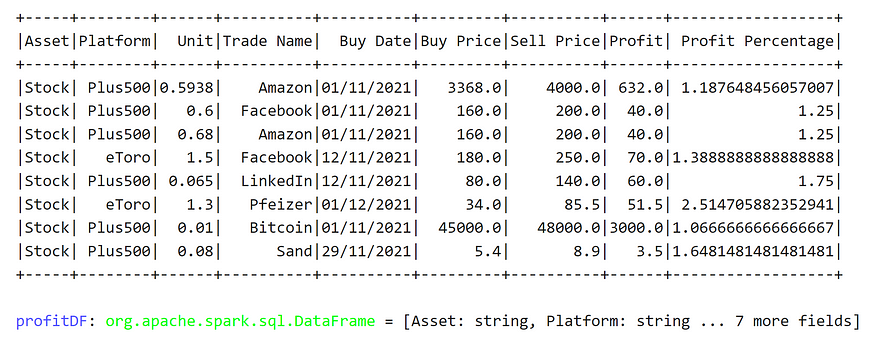 +-----+--------+------+----------+----------+---------+----------+------+------------------+
|Asset|Platform|  Unit|Trade Name|  Buy Date|Buy Price|Sell Price|Profit| Profit Percentage|
+-----+--------+------+----------+----------+---------+----------+------+------------------+
|Stock| Plus500|0.5938|    Amazon|01/11/2021|   3368.0|    4000.0| 632.0| 1.187648456057007|
|Stock| Plus500|   0.6|  Facebook|01/11/2021|    160.0|     200.0|  40.0|              1.25|
|Stock| Plus500|  0.68|    Amazon|01/11/2021|    160.0|     200.0|  40.0|              1.25|
|Stock|   eToro|   1.5|  Facebook|12/11/2021|    180.0|     250.0|  70.0|1.3888888888888888|
|Stock| Plus500| 0.065|  LinkedIn|12/11/2021|     80.0|     140.0|  60.0|              1.75|
|Stock|   eToro|   1.3|   Pfeizer|01/12/2021|     34.0|      85.5|  51.5| 2.514705882352941|
|Stock| Plus500|  0.01|   Bitcoin|01/11/2021|  45000.0|   48000.0|3000.0|1.0666666666666667|
|Stock| Plus500|  0.08|      Sand|29/11/2021|      5.4|       8.9|   3.5|1.6481481481481481|
+-----+--------+------+----------+----------+---------+----------+------+------------------+
profitDF: org.apache.spark.sql.DataFrame = [Asset: string, Platform: string ... 7 more fields]